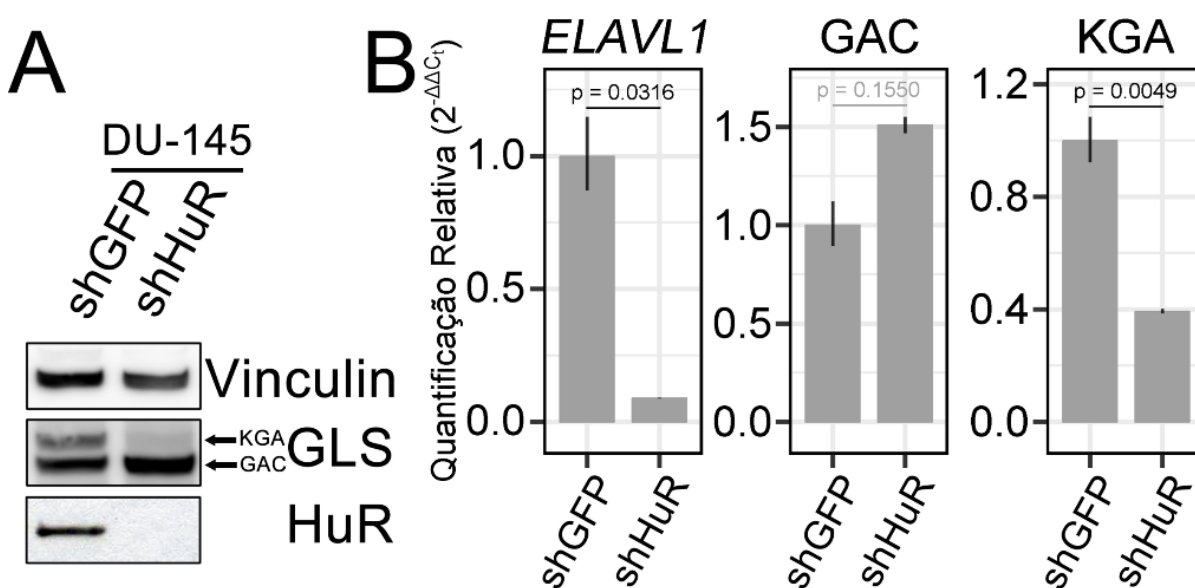 A
DU-145
shGFP
shHuR
Vinculin
KGA
GAC
GLS
HuR
B
Quantificação Relativa (2^-ΔΔCt)
ELAVL1
p = 0.0316
1.0
0.5
0.0
shGFP
shHuR
GAC
p = 0.1550
1.5
1.0
0.5
0.0
shGFP
shHuR
KGA
p = 0.0049
1.2
0.8
0.4
0.0
shGFP
shHuR